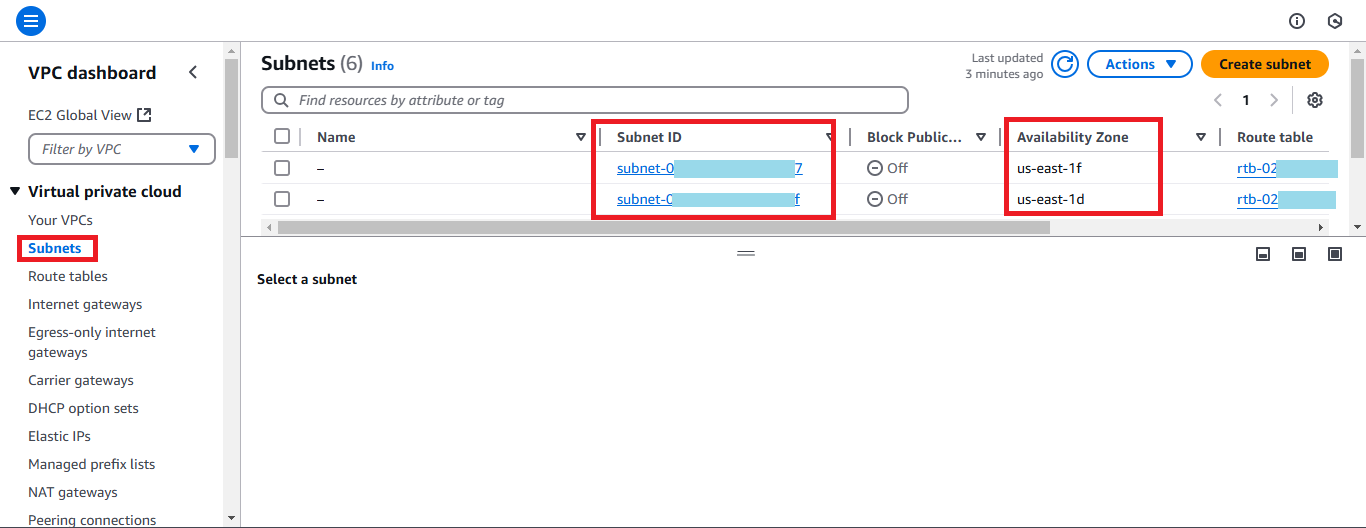 VPC dashboard
EC2 Global View
Filter by VPC
Virtual private cloud
Your VPCs
Subnets
Route tables
Internet gateways
Egress-only internet
gateways
Carrier gateways
DHCP option sets
Elastic IPs
Managed prefix lists
NAT gateways
Peering connections
Subnets (6) Info
Last updated
3 minutes ago
Actions
Create subnet
Find resources by attribute or tag
1
Name Subnet ID Block Public... Availability Zone Route table
– subnet-0 7 Off us-east-1f rtb-02
– subnet-0 f Off us-east-1d rtb-02
Select a subnet